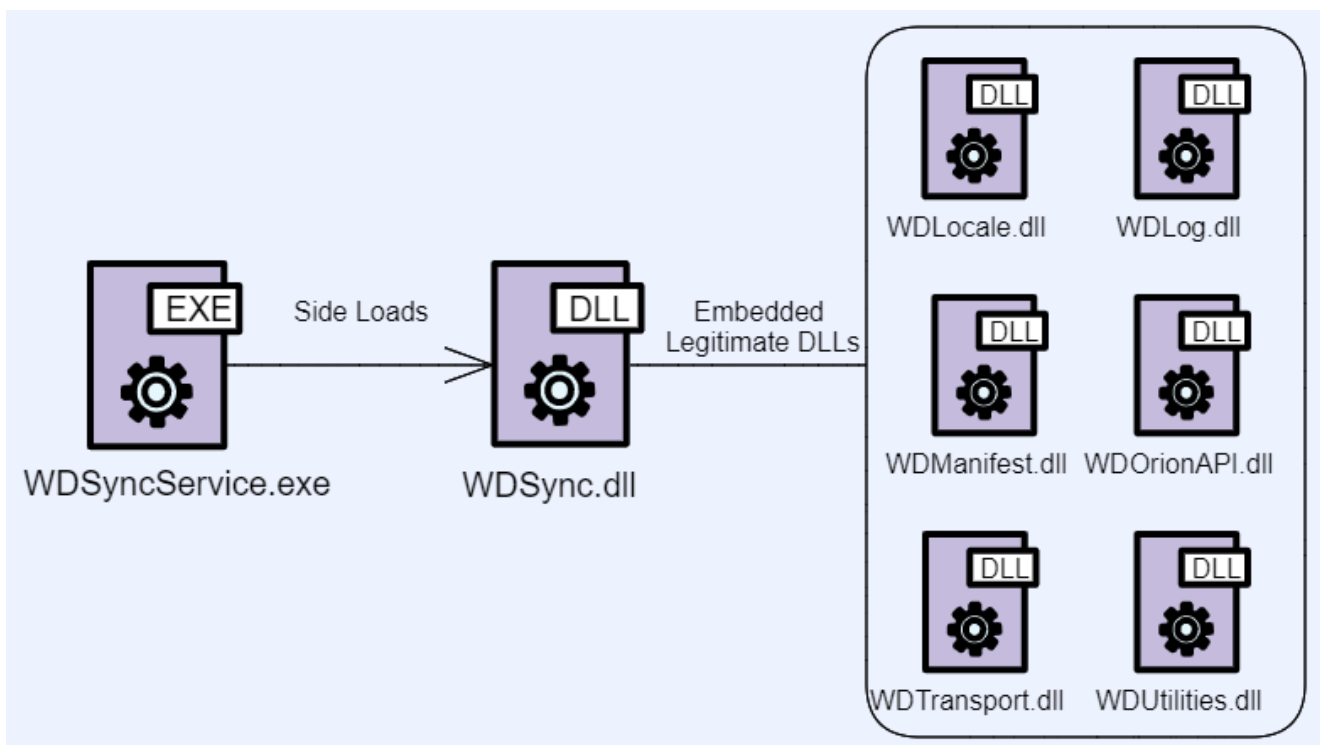 EXE
WDSyncService.exe
Side Loads
DLL
WDSync.dll
Embedded
Legitimate DLLs
DLL
WDLocale.dll
DLL
WDLog.dll
DLL
WDManifest.dll
DLL
WDOrionAPI.dll
DLL
WDTransport.dll
DLL
WDUtilities.dll